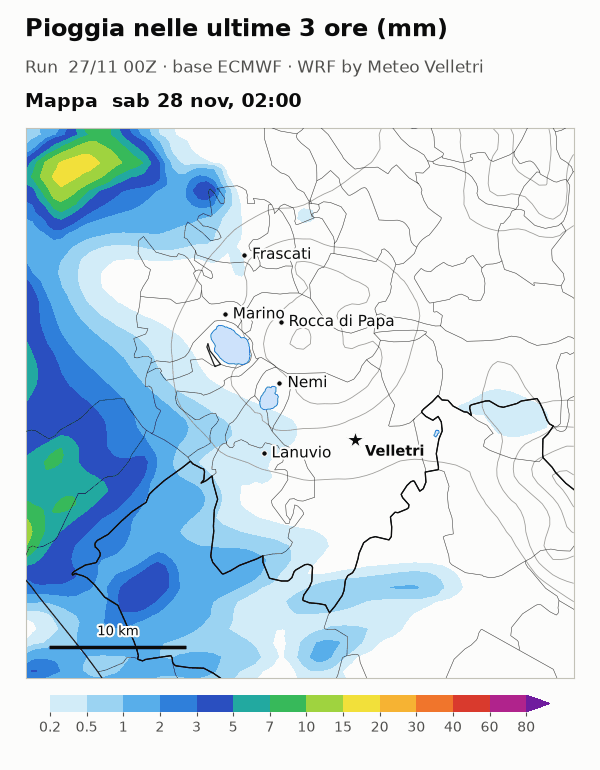 Pioggia nelle ultime 3 ore (mm)
Run  27/11 00Z · base ECMWF · WRF by Meteo Velletri
Mappa  sab 28 nov, 02:00
Frascati
Marino
Rocca di Papa
Nemi
Velletri
Lanuvio
10 km
0.2 0.5 1 2 3 5 7 10 15 20 30 40 60 80